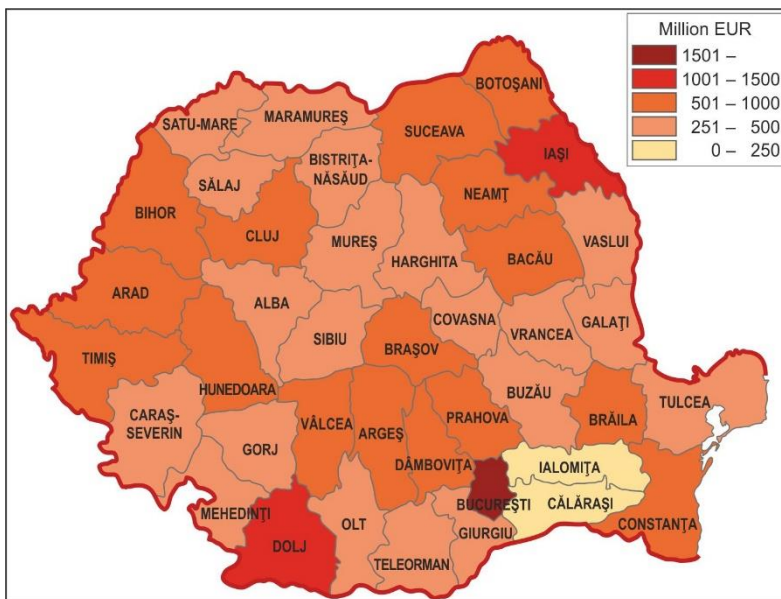 Million EUR
1501 –
1001 – 1500
501 – 1000
251 – 500
0 – 250
BOTOŞANI
SATU-MARE
MARAMUREŞ
SUCEAVA
IAŞI
BISTRIŢA-
NĂSĂUD
SĂLAJ
BIHOR
CLUJ
NEAMŢ
MUREŞ
HARGHITA
BACĂU
VASLUI
ARAD
ALBA
COVASNA
VRANCEA
GALAŢI
SIBIU
BRAŞOV
TIMIŞ
HUNEDOARA
BUZĂU
TULCEA
CARAŞ-
SEVERIN
VÂLCEA
ARGEŞ
PRAHOVA
BRĂILA
GORJ
DÂMBOVIŢA
IALOMIŢA
BUCUREŞTI
CĂLĂRAŞI
MEHEDINŢI
OLT
GIURGIU
CONSTANŢA
DOLJ
TELEORMAN